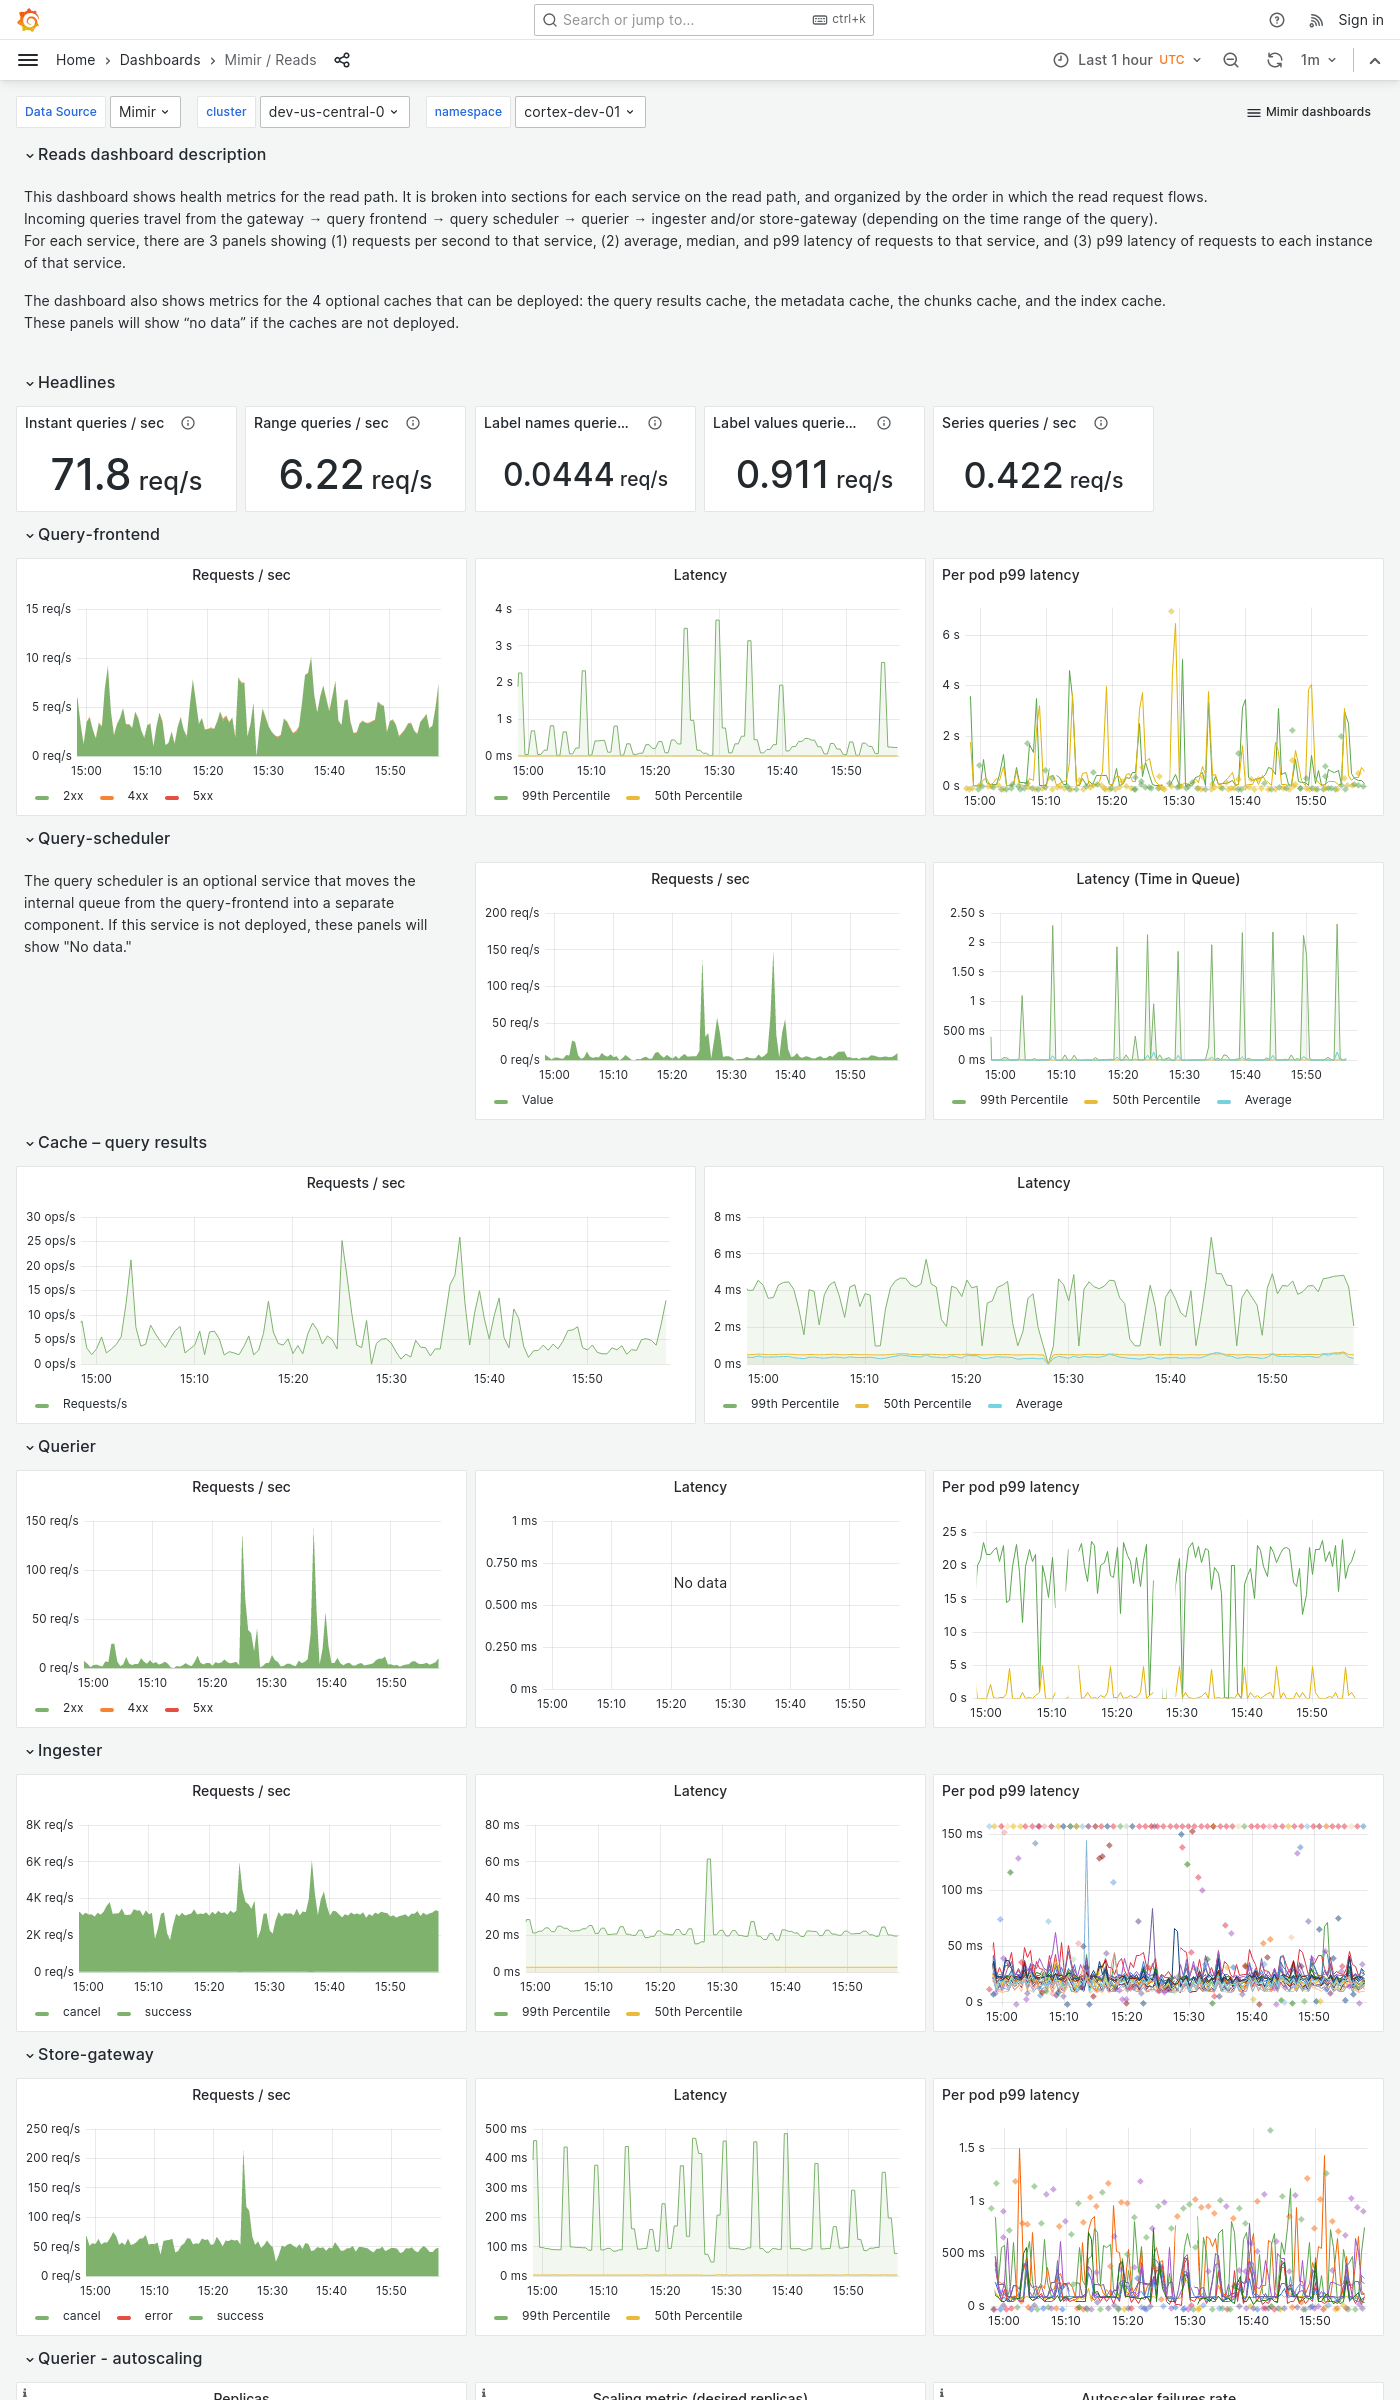 Search or jump to...
ctrl+k
Sign in
Home › Dashboards › Mimir / Reads
Last 1 hour UTC
1m
Data Source
Mimir
cluster
dev-us-central-0
namespace
cortex-dev-01
Mimir dashboards
Reads dashboard description
This dashboard shows health metrics for the read path. It is broken into sections for each service on the read path, and organized by the order in which the read request flows.
Incoming queries travel from the gateway → query frontend → query scheduler → querier → ingester and/or store-gateway (depending on the time range of the query).
For each service, there are 3 panels showing (1) requests per second to that service, (2) average, median, and p99 latency of requests to that service, and (3) p99 latency of requests to each instance
of that service.
The dashboard also shows metrics for the 4 optional caches that can be deployed: the query results cache, the metadata cache, the chunks cache, and the index cache.
These panels will show “no data” if the caches are not deployed.
Headlines
Instant queries / sec
71.8 req/s
Range queries / sec
6.22 req/s
Label names querie...
0.0444 req/s
Label values querie...
0.911 req/s
Series queries / sec
0.422 req/s
Query-frontend
Requests / sec
15 req/s
10 req/s
5 req/s
0 req/s
15:00 15:10 15:20 15:30 15:40 15:50
2xx 4xx 5xx
Latency
4 s
3 s
2 s
1 s
0 ms
15:00 15:10 15:20 15:30 15:40 15:50
99th Percentile 50th Percentile
Per pod p99 latency
6 s
4 s
2 s
0 s
15:00 15:10 15:20 15:30 15:40 15:50
Query-scheduler
The query scheduler is an optional service that moves the
internal queue from the query-frontend into a separate
component. If this service is not deployed, these panels will
show "No data."
Requests / sec
200 req/s
150 req/s
100 req/s
50 req/s
0 req/s
15:00 15:10 15:20 15:30 15:40 15:50
Value
Latency (Time in Queue)
2.50 s
2 s
1.50 s
1 s
500 ms
0 ms
15:00 15:10 15:20 15:30 15:40 15:50
99th Percentile 50th Percentile Average
Cache – query results
Requests / sec
30 ops/s
25 ops/s
20 ops/s
15 ops/s
10 ops/s
5 ops/s
0 ops/s
15:00 15:10 15:20 15:30 15:40 15:50
Requests/s
Latency
8 ms
6 ms
4 ms
2 ms
0 ms
15:00 15:10 15:20 15:30 15:40 15:50
99th Percentile 50th Percentile Average
Querier
Requests / sec
150 req/s
100 req/s
50 req/s
0 req/s
15:00 15:10 15:20 15:30 15:40 15:50
2xx 4xx 5xx
Latency
1 ms
0.750 ms
No data
0.500 ms
0.250 ms
0 ms
15:00 15:10 15:20 15:30 15:40 15:50
Per pod p99 latency
25 s
20 s
15 s
10 s
5 s
0 s
15:00 15:10 15:20 15:30 15:40 15:50
Ingester
Requests / sec
8K req/s
6K req/s
4K req/s
2K req/s
0 req/s
15:00 15:10 15:20 15:30 15:40 15:50
cancel success
Latency
80 ms
60 ms
40 ms
20 ms
0 ms
15:00 15:10 15:20 15:30 15:40 15:50
99th Percentile 50th Percentile
Per pod p99 latency
150 ms
100 ms
50 ms
0 s
15:00 15:10 15:20 15:30 15:40 15:50
Store-gateway
Requests / sec
250 req/s
200 req/s
150 req/s
100 req/s
50 req/s
0 req/s
15:00 15:10 15:20 15:30 15:40 15:50
cancel error success
Latency
500 ms
400 ms
300 ms
200 ms
100 ms
0 ms
15:00 15:10 15:20 15:30 15:40 15:50
99th Percentile 50th Percentile
Per pod p99 latency
1.5 s
1 s
500 ms
0 s
15:00 15:10 15:20 15:30 15:40 15:50
Querier - autoscaling
Replicas
Scaling metric (desired replicas)
Autoscaler failures rate